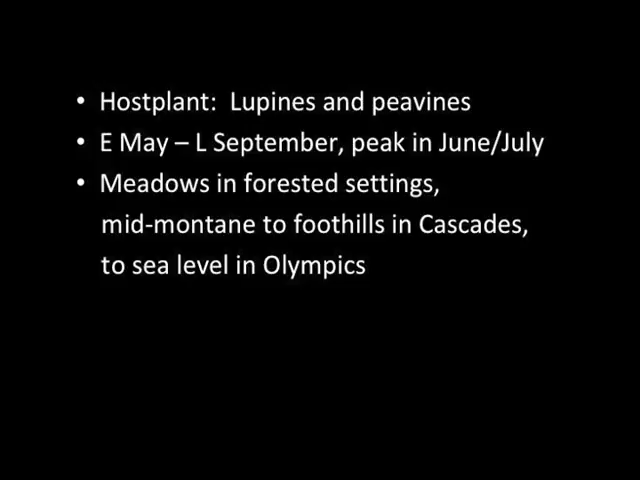 • Hostplant:  Lupines and peavines
• E May – L September, peak in June/July
• Meadows in forested settings,
mid-montane to foothills in Cascades,
to sea level in Olympics